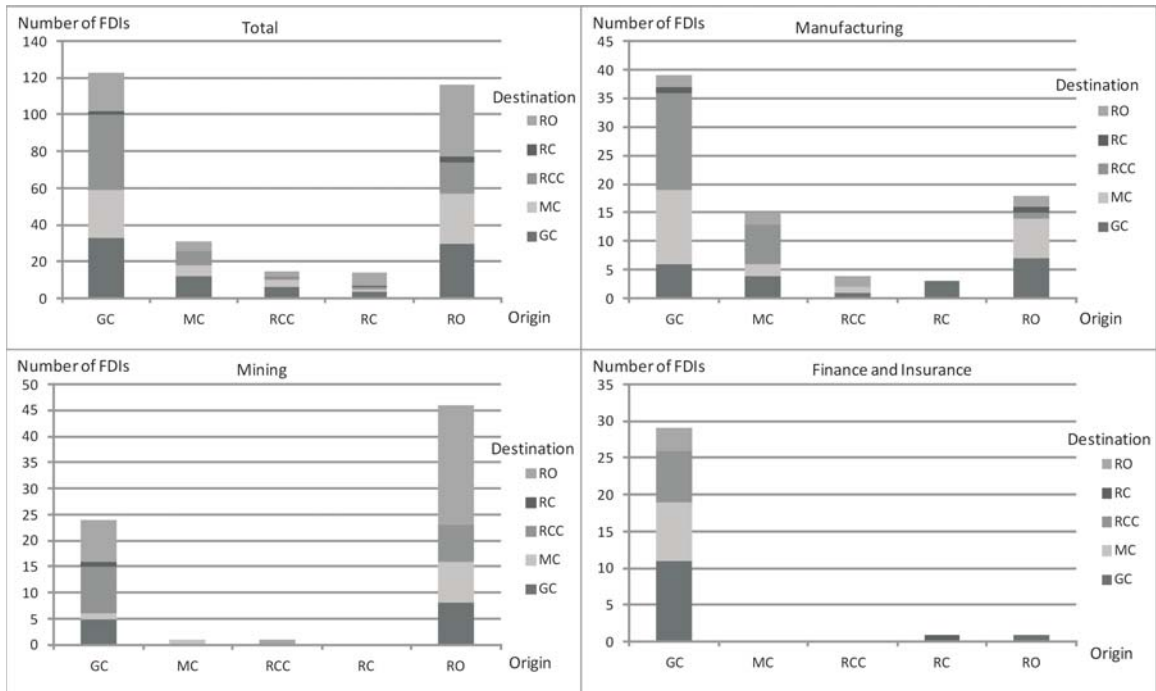 Number of FDIs
Total
140
120
100
80
60
40
20
0
GC MC RCC RC RO Origin
Destination
RO
RC
RCC
MC
GC
Number of FDIs
Manufacturing
45
40
35
30
25
20
15
10
5
0
GC MC RCC RC RO Origin
Destination
RO
RC
RCC
MC
GC
Number of FDIs
Mining
50
45
40
35
30
25
20
15
10
5
0
GC MC RCC RC RO Origin
Destination
RO
RC
RCC
MC
GC
Number of FDIs
Finance and Insurance
35
30
25
20
15
10
5
0
GC MC RCC RC RO Origin
Destination
RO
RC
RCC
MC
GC